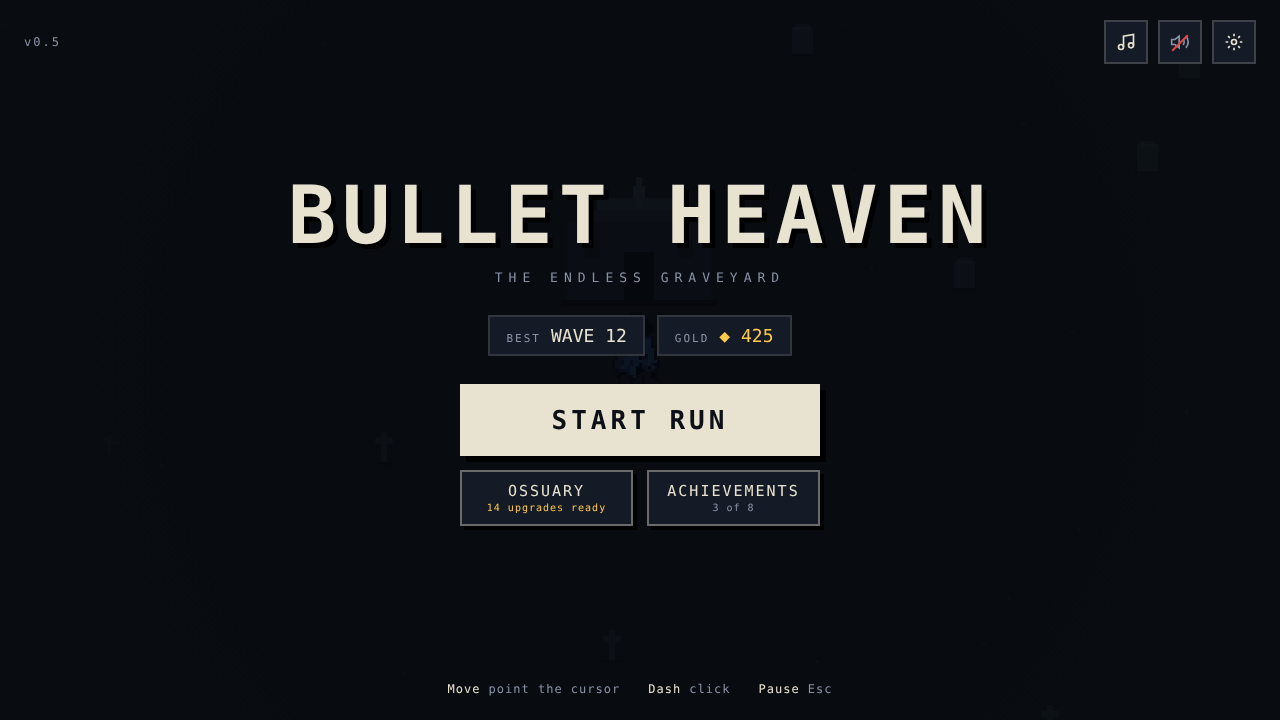 v0.5
BULLET HEAVEN
THE ENDLESS GRAVEYARD
BEST WAVE 12
GOLD ◆ 425
START RUN
OSSUARY
14 upgrades ready
ACHIEVEMENTS
3 of 8
Move point the cursor Dash click Pause Esc